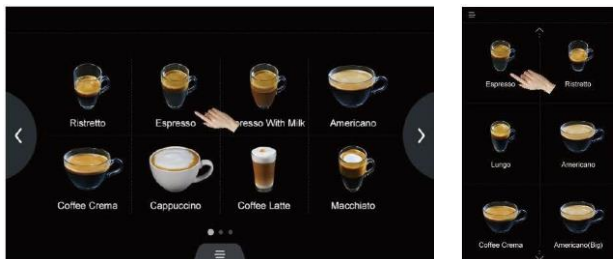 Ristretto
Espresso
resso With Milk
Americano
Coffee Crema
Cappuccino
Coffee Latte
Macchiato
Espresso
Ristretto
Lungo
Americano
Coffee Crema
Americano(Big)